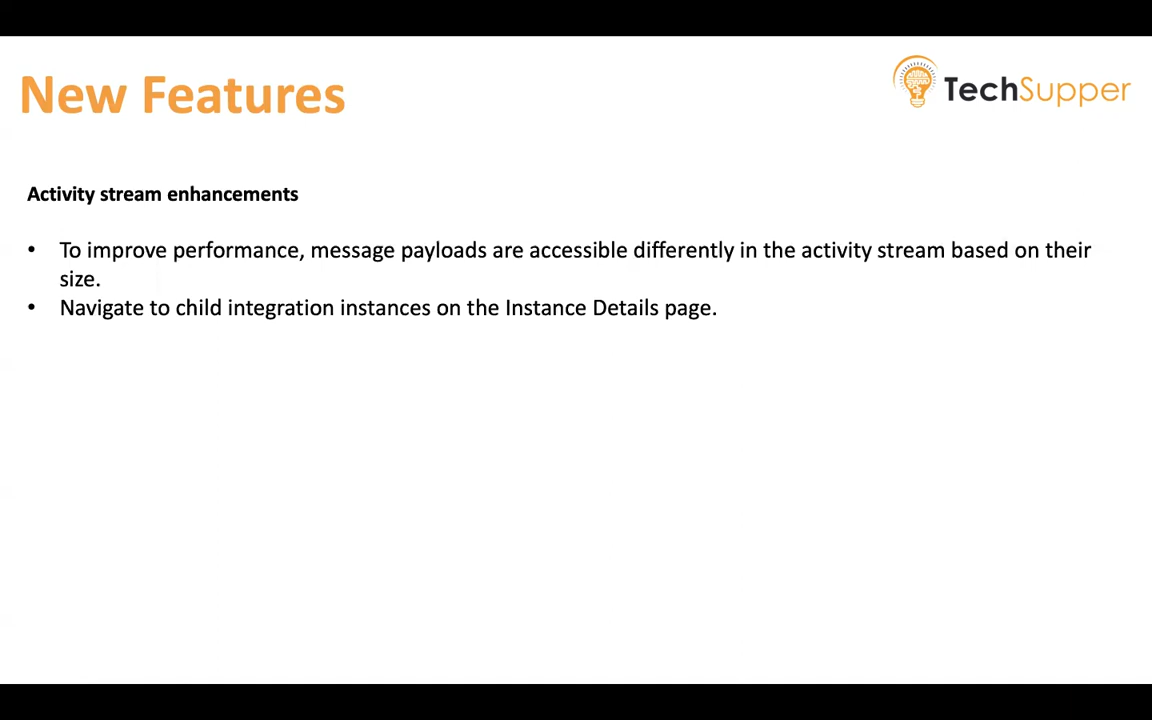 New Features
TechSupper
Activity stream enhancements
• To improve performance, message payloads are accessible differently in the activity stream based on their
size.
• Navigate to child integration instances on the Instance Details page.